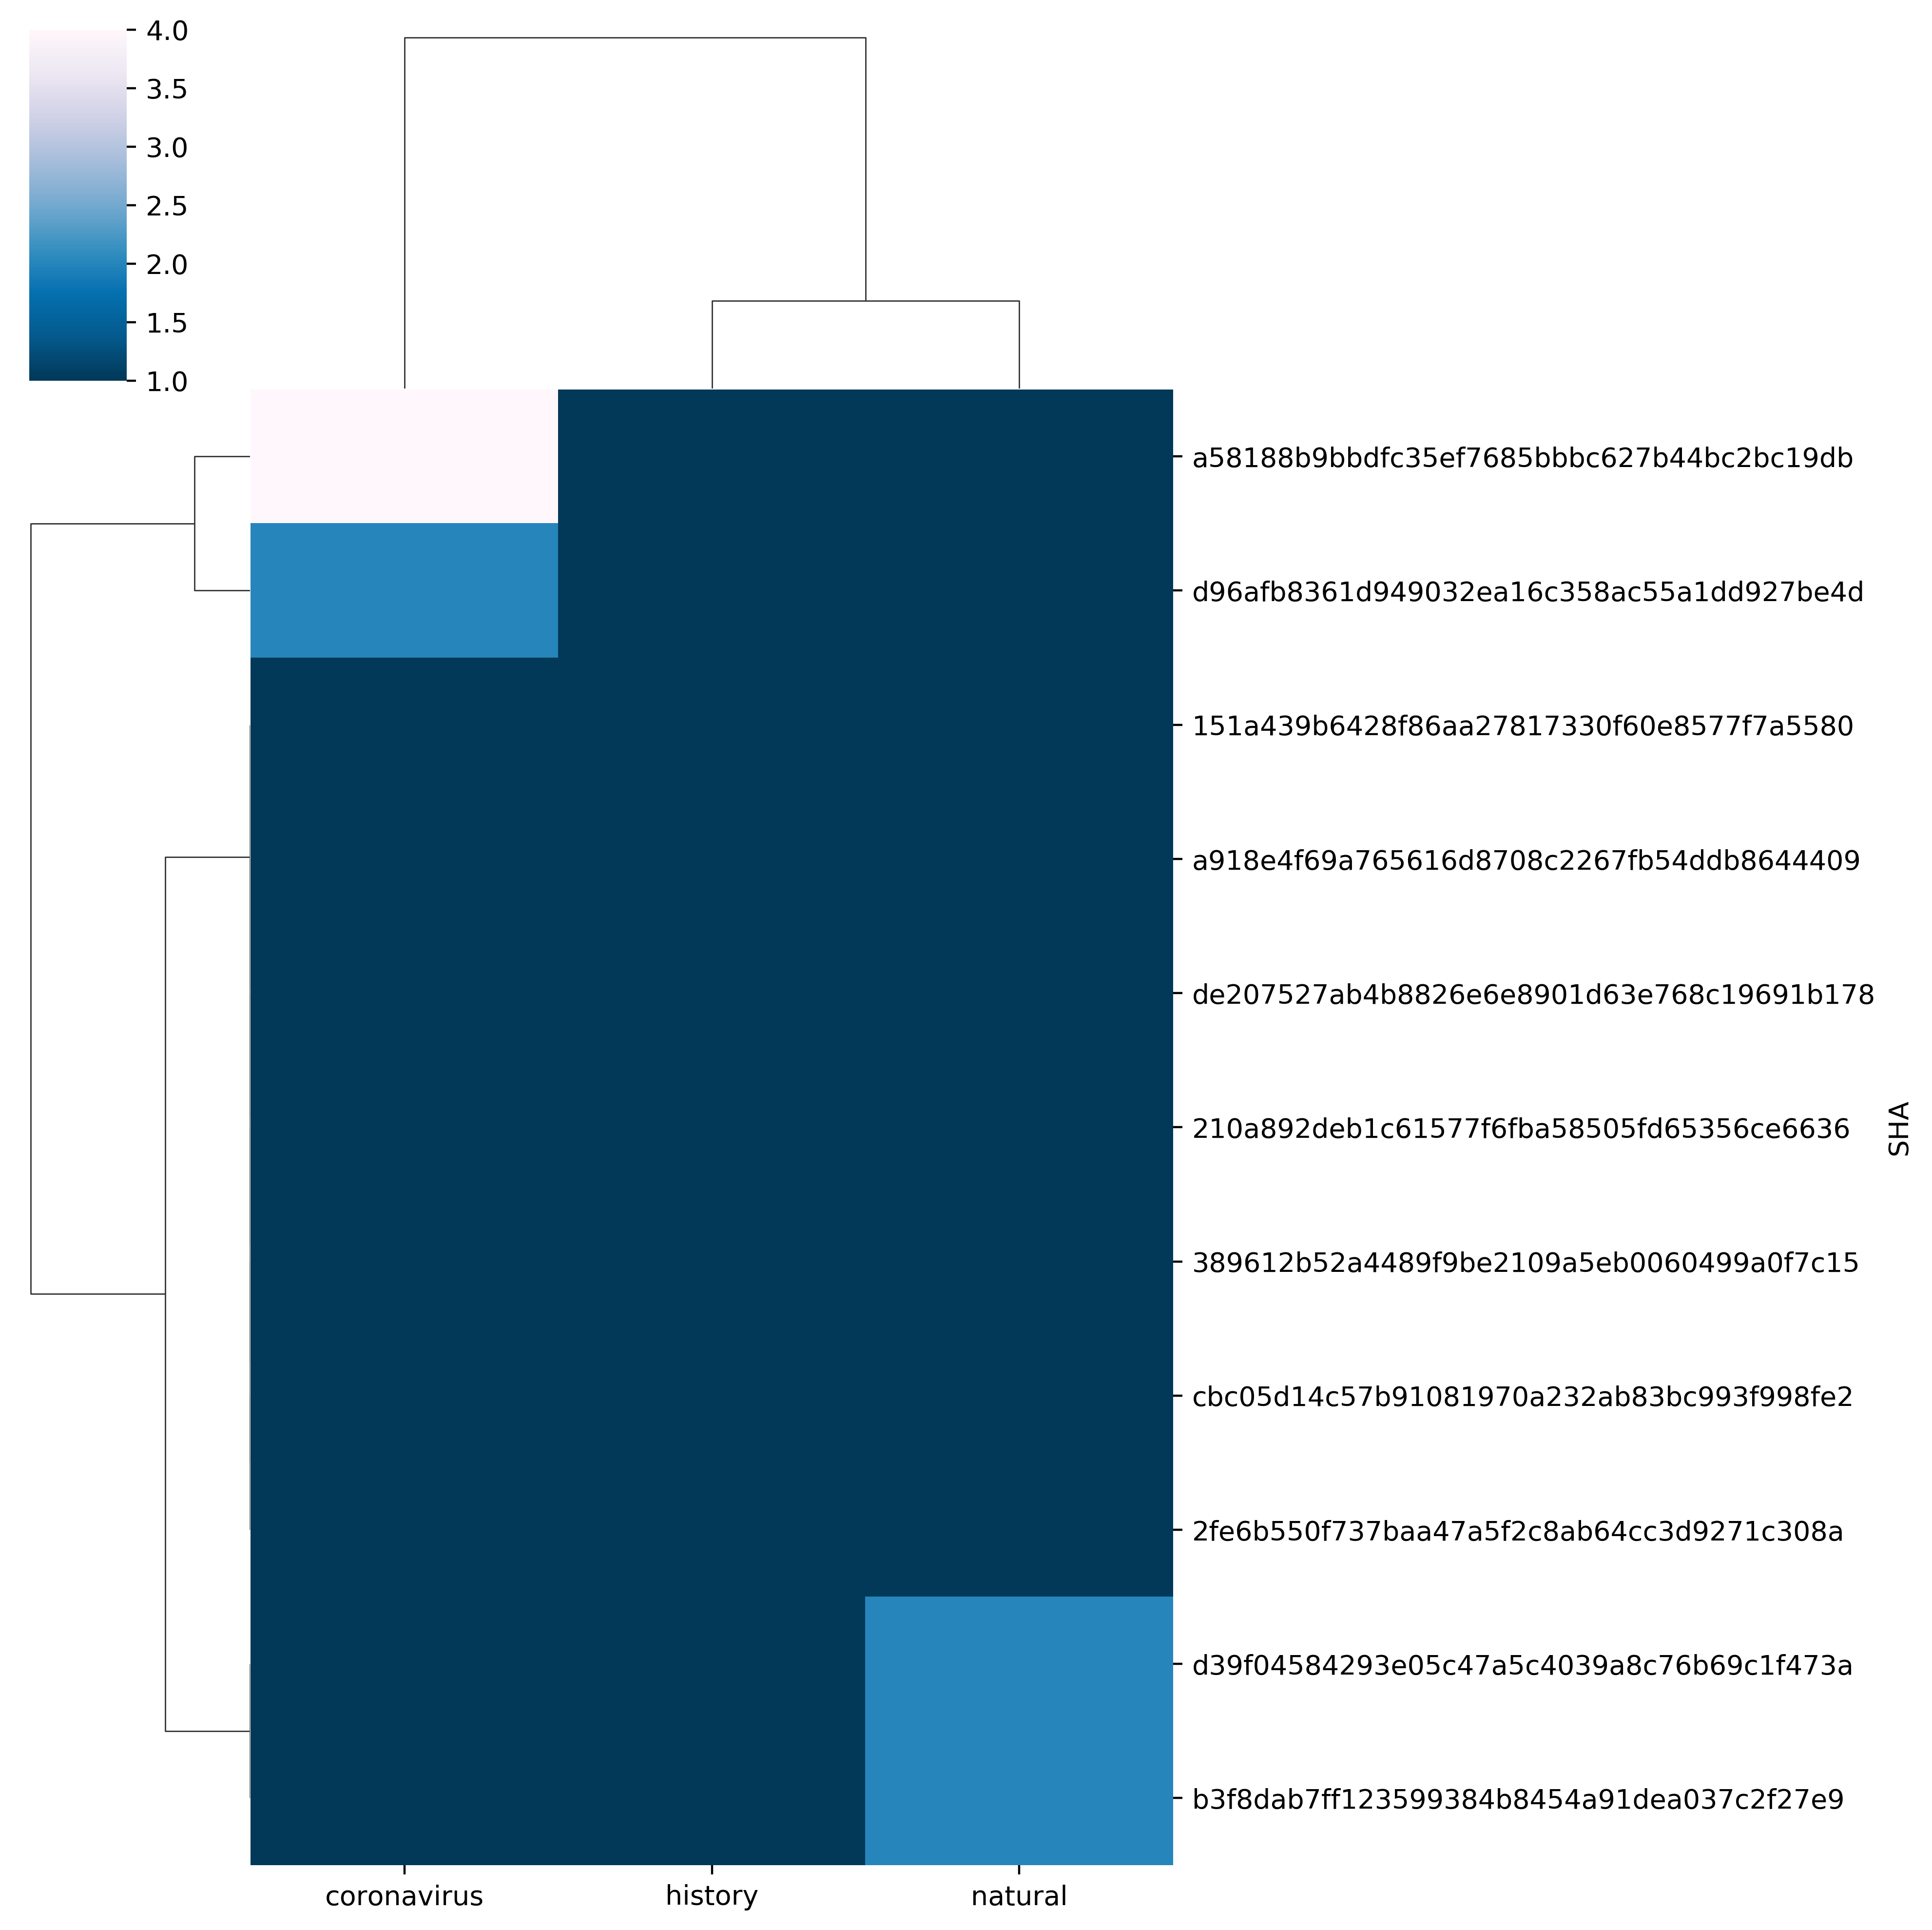 4.0
3.5
3.0
2.5
2.0
1.5
1.0
a58188b9bbdfc35ef7685bbbc627b44bc2bc19db
d96afb8361d949032ea16c358ac55a1dd927be4d
151a439b6428f86aa27817330f60e8577f7a5580
a918e4f69a765616d8708c2267fb54ddb8644409
de207527ab4b8826e6e8901d63e768c19691b178
210a892deb1c61577f6fba58505fd65356ce6636
389612b52a4489f9be2109a5eb0060499a0f7c15
cbc05d14c57b91081970a232ab83bc993f998fe2
2fe6b550f737baa47a5f2c8ab64cc3d9271c308a
d39f04584293e05c47a5c4039a8c76b69c1f473a
b3f8dab7ff123599384b8454a91dea037c2f27e9
SHA
coronavirus
history
natural